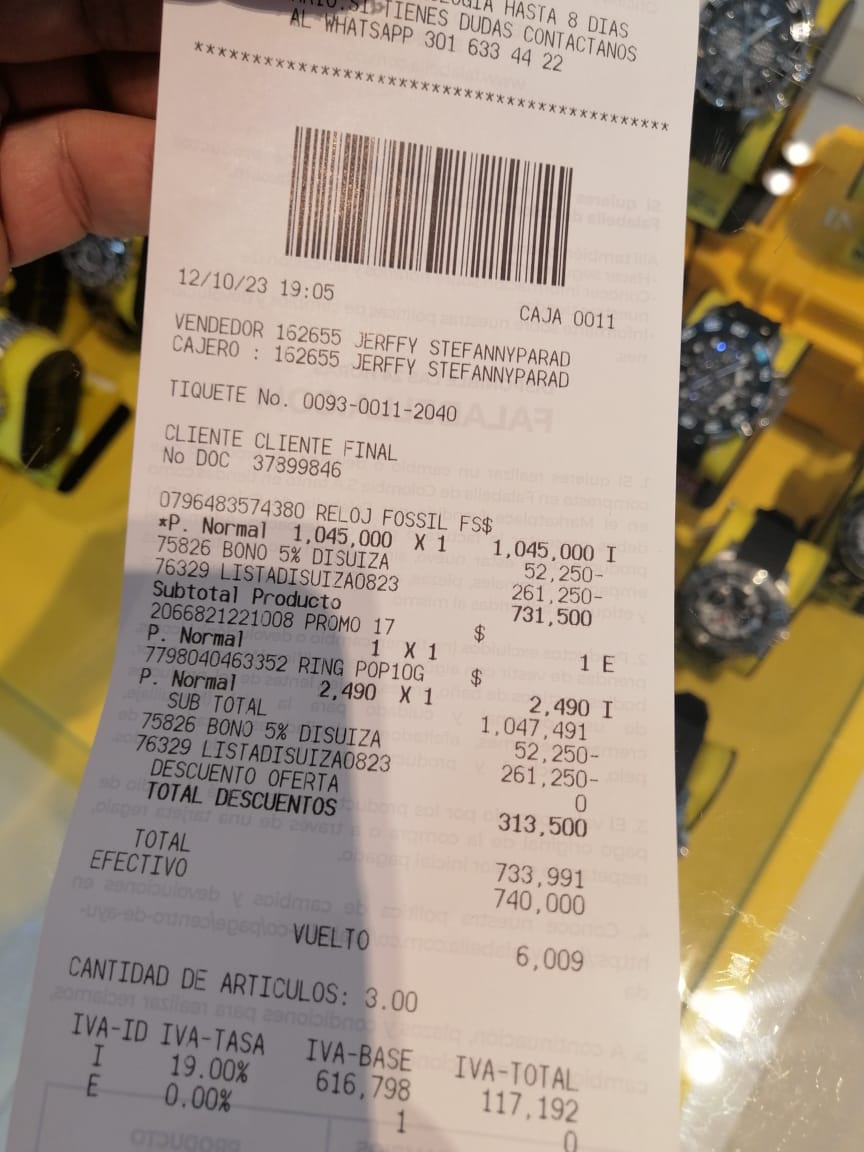 HASTA 8 DIAS
TIENES DUDAS CONTACTANOS
AL WHATSAPP 301 633 44 22
****************************************
12/10/23 19:05
CAJA 0011
VENDEDOR 162655 JERFFY STEFANNYPARAD
CAJERO : 162655 JERFFY STEFANNYPARAD
TIQUETE No. 0093-0011-2040
CLIENTE CLIENTE FINAL
No DOC 37899846
0796483574380 RELOJ FOSSIL FS$
*P. Normal 1,045,000 X 1 1,045,000 I
75826 BONO 5% DISUIZA 52,250-
76329 LISTADISUIZA0823 261,250-
Subtotal Producto 731,500
2066821221008 PROMO 17 $
P. Normal 1 X 1 1 E
7798040463352 RING POP10G $
P. Normal 2,490 X 1 2,490 I
SUB TOTAL 1,047,491
75826 BONO 5% DISUIZA 52,250-
76329 LISTADISUIZA0823 261,250-
DESCUENTO OFERTA 0
TOTAL DESCUENTOS 313,500
TOTAL 733,991
EFECTIVO 740,000
VUELTO 6,009
CANTIDAD DE ARTICULOS: 3.00
IVA-ID IVA-TASA IVA-BASE IVA-TOTAL
I 19.00% 616,798 117,192
E 0.00% 1 0